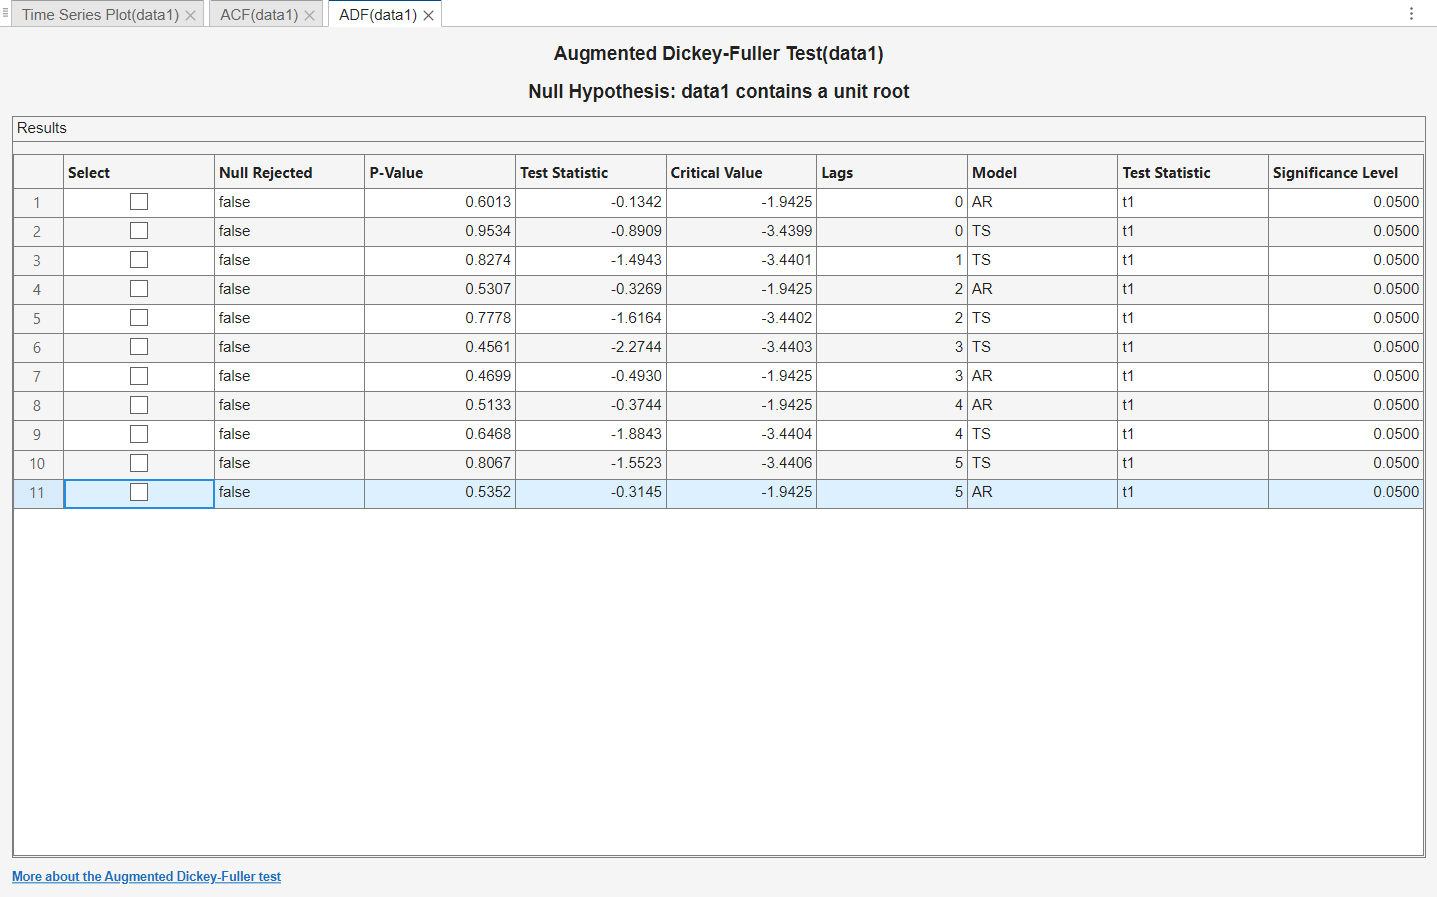 Time Series Plot(data1) ACF(data1) ADF(data1)
Augmented Dickey-Fuller Test(data1)
Null Hypothesis: data1 contains a unit root
Results
Select Null Rejected P-Value Test Statistic Critical Value Lags Model Test Statistic Significance Level
1 false 0.6013 -0.1342 -1.9425 0 AR t1 0.0500
2 false 0.9534 -0.8909 -3.4399 0 TS t1 0.0500
3 false 0.8274 -1.4943 -3.4401 1 TS t1 0.0500
4 false 0.5307 -0.3269 -1.9425 2 AR t1 0.0500
5 false 0.7778 -1.6164 -3.4402 2 TS t1 0.0500
6 false 0.4561 -2.2744 -3.4403 3 TS t1 0.0500
7 false 0.4699 -0.4930 -1.9425 3 AR t1 0.0500
8 false 0.5133 -0.3744 -1.9425 4 AR t1 0.0500
9 false 0.6468 -1.8843 -3.4404 4 TS t1 0.0500
10 false 0.8067 -1.5523 -3.4406 5 TS t1 0.0500
11 false 0.5352 -0.3145 -1.9425 5 AR t1 0.0500
More about the Augmented Dickey-Fuller test